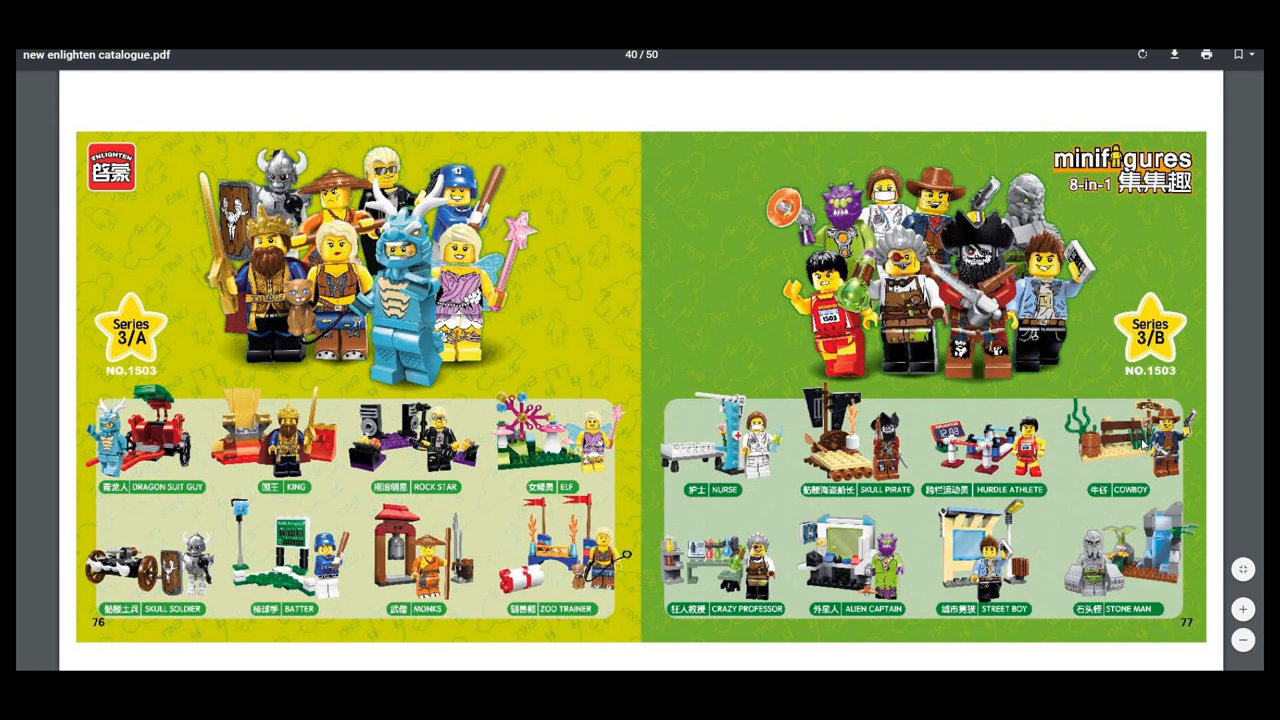 new enlighten catalogue.pdf
40 / 50
ENLIGHTEN
启蒙
minifigures
8-in-1 集集趣
Series
3/A
NO.1503
Series
3/B
NO.1503
1503
青龙人 DRAGON SUIT GUY
国王 KING
摇滚明星 ROCK STAR
女精灵 ELF
护士 NURSE
骷髅海盗船长 SKULL PIRATE
跨栏运动员 HURDLE ATHLETE
牛仔 COWBOY
骷髅士兵 SKULL SOLDIER
棒球手 BATTER
武僧 MONKS
驯兽师 ZOO TRAINER
狂人教授 CRAZY PROFESSOR
外星人 ALIEN CAPTAIN
城市男孩 STREET BOY
石头怪 STONE MAN
76
77